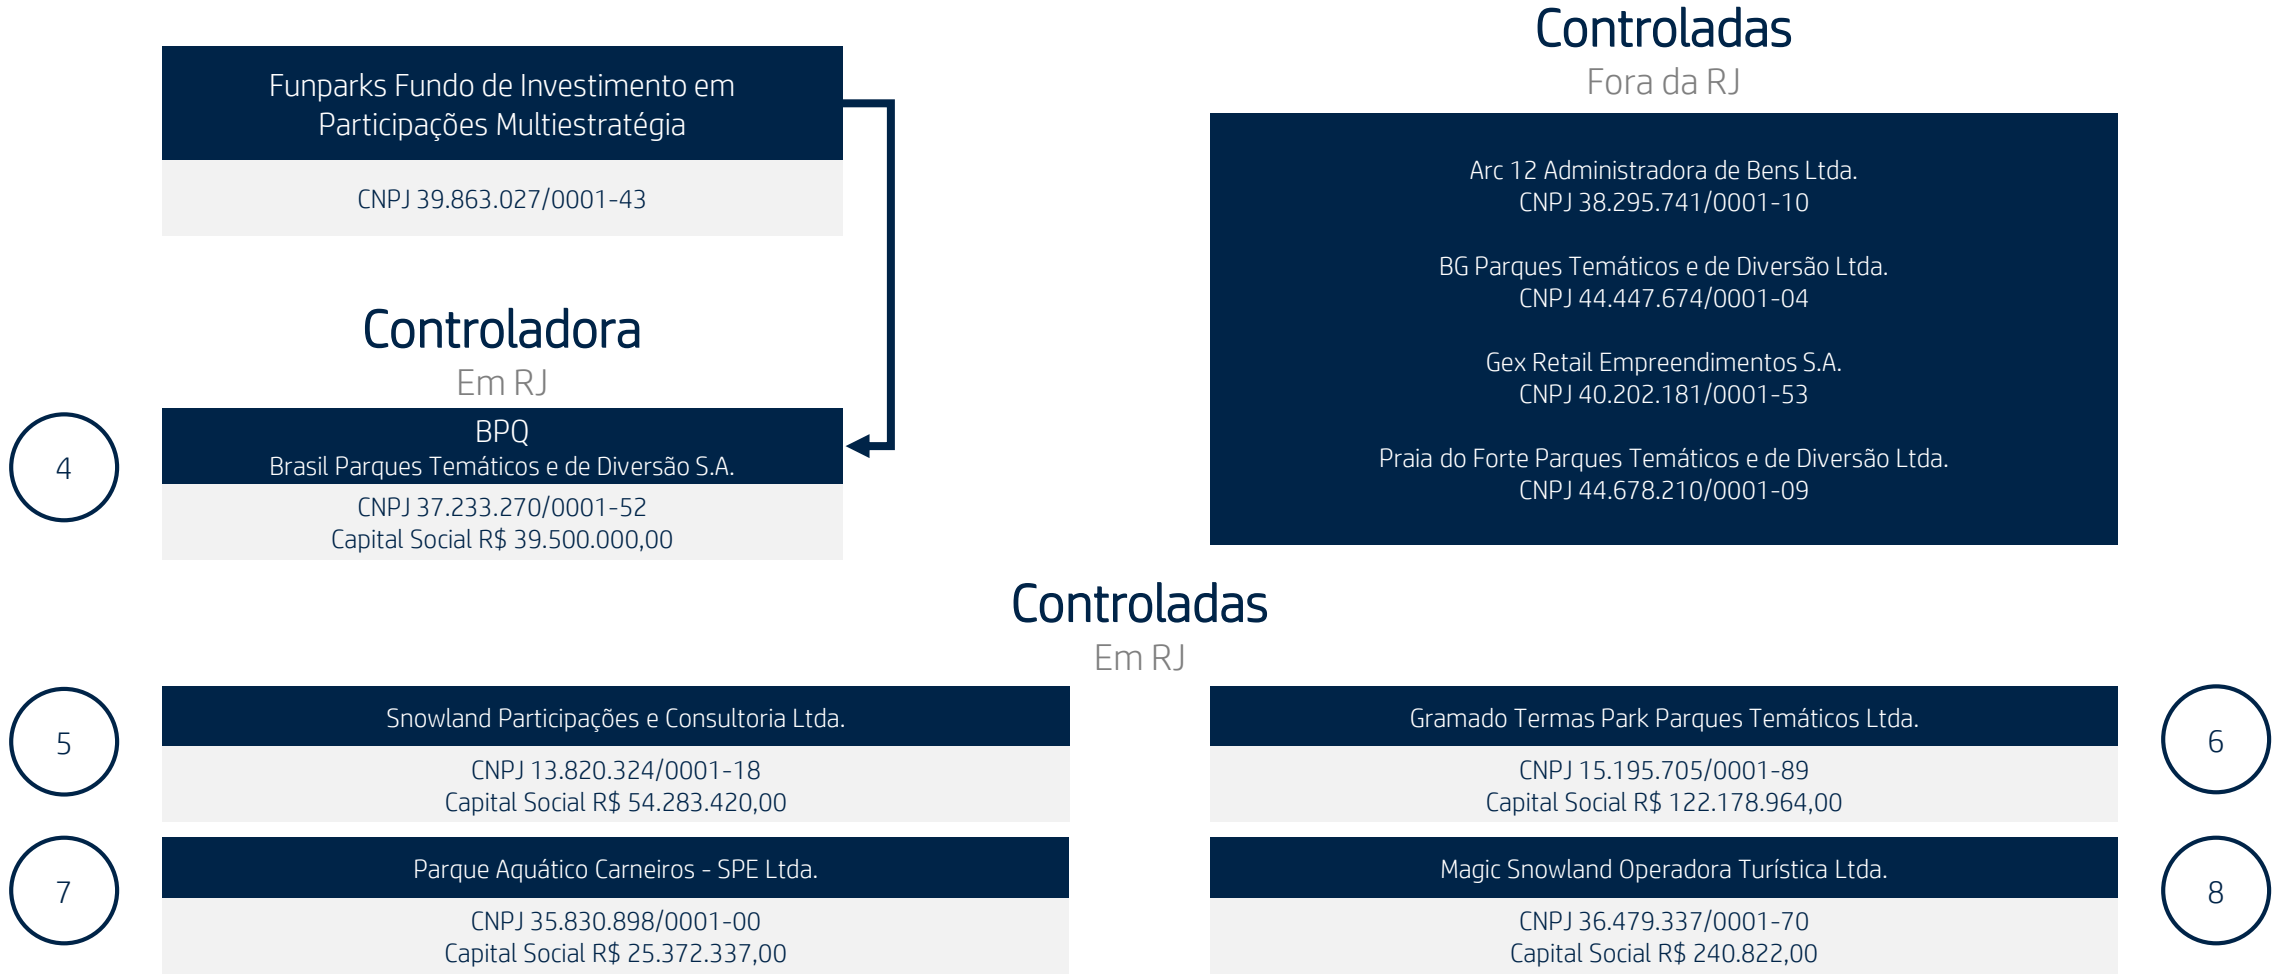 Funparks Fundo de Investimento em
Participações Multiestratégia
CNPJ 39.863.027/0001-43
Controladora
Em RJ
4
BPQ
Brasil Parques Temáticos e de Diversão S.A.
CNPJ 37.233.270/0001-52
Capital Social R$ 39.500.000,00
Controladas
Fora da RJ
Arc 12 Administradora de Bens Ltda.
CNPJ 38.295.741/0001-10
BG Parques Temáticos e de Diversão Ltda.
CNPJ 44.447.674/0001-04
Gex Retail Empreendimentos S.A.
CNPJ 40.202.181/0001-53
Praia do Forte Parques Temáticos e de Diversão Ltda.
CNPJ 44.678.210/0001-09
Controladas
Em RJ
5
Snowland Participações e Consultoria Ltda.
CNPJ 13.820.324/0001-18
Capital Social R$ 54.283.420,00
Gramado Termas Park Parques Temáticos Ltda.
CNPJ 15.195.705/0001-89
Capital Social R$ 122.178.964,00
6
7
Parque Aquático Carneiros - SPE Ltda.
CNPJ 35.830.898/0001-00
Capital Social R$ 25.372.337,00
Magic Snowland Operadora Turística Ltda.
CNPJ 36.479.337/0001-70
Capital Social R$ 240.822,00
8